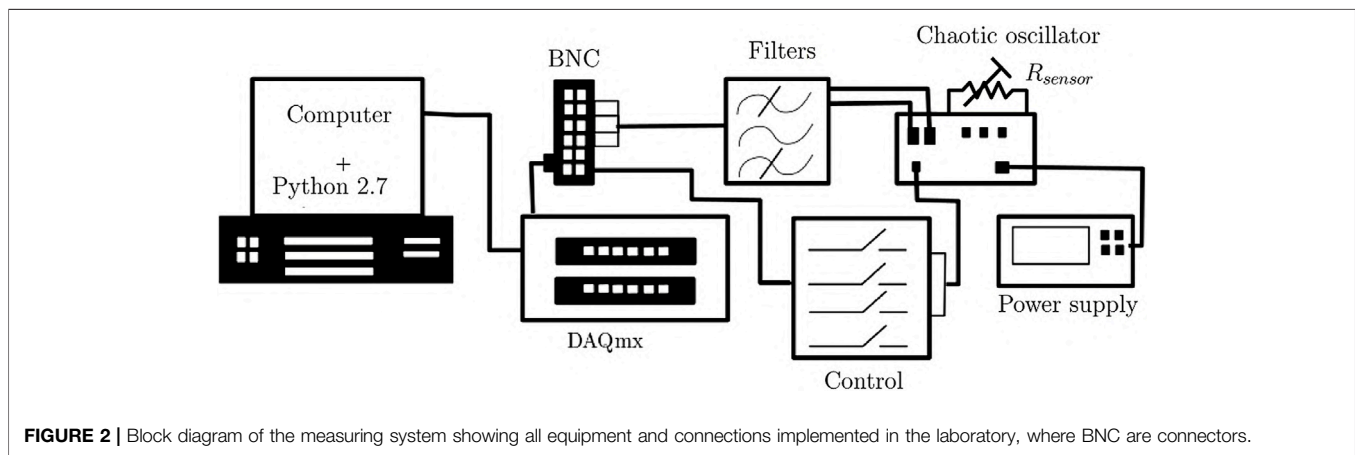 Chaotic oscillator
BNC
Filters
R_sensor
Computer
+
Python 2.7
Power supply
DAQmx
Control
FIGURE 2 | Block diagram of the measuring system showing all equipment and connections implemented in the laboratory, where BNC are connectors.